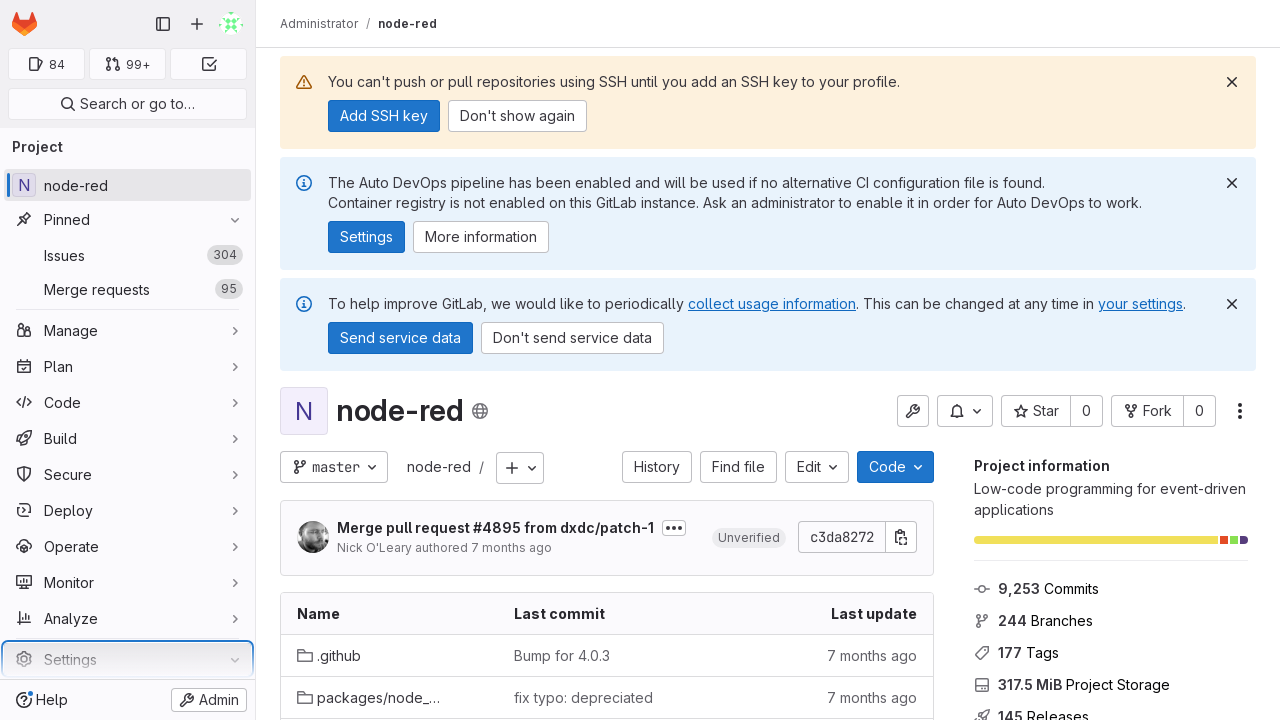 Administrator / node-red
84
99+
Search or go to…
Project
N node-red
Pinned
Issues 304
Merge requests 95
Manage
Plan
Code
Build
Secure
Deploy
Operate
Monitor
Analyze
Settings
Help
Admin
You can't push or pull repositories using SSH until you add an SSH key to your profile.
Add SSH key Don't show again
The Auto DevOps pipeline has been enabled and will be used if no alternative CI configuration file is found.
Container registry is not enabled on this GitLab instance. Ask an administrator to enable it in order for Auto DevOps to work.
Settings More information
To help improve GitLab, we would like to periodically collect usage information. This can be changed at any time in your settings.
Send service data Don't send service data
N node-red
Star 0 Fork 0
master node-red / History Find file Edit Code
Merge pull request #4895 from dxdc/patch-1
Nick O'Leary authored 7 months ago
Unverified c3da8272
Name Last commit Last update
.github Bump for 4.0.3 7 months ago
packages/node_… fix typo: depreciated 7 months ago
Project information
Low-code programming for event-driven
applications
9,253 Commits
244 Branches
177 Tags
317.5 MiB Project Storage
145 Releases